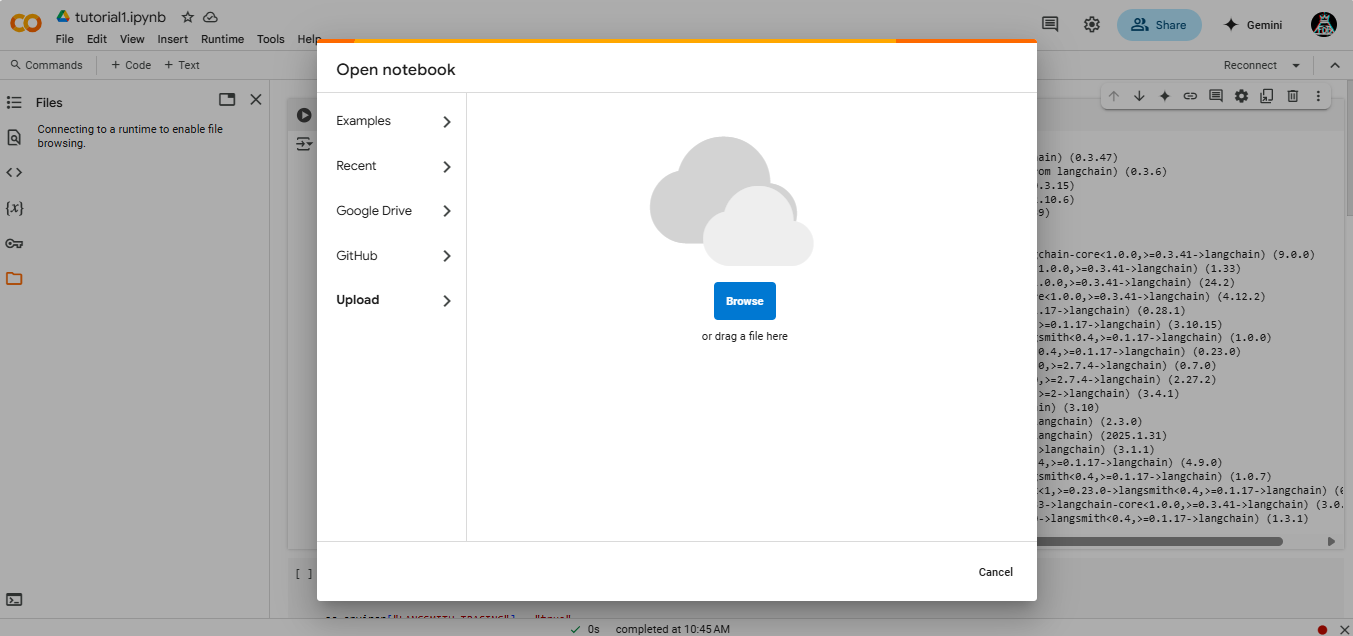 tutorial1.ipynb
File Edit View Insert Runtime Tools Help
Share
Gemini
Commands + Code + Text
Reconnect
Files
Connecting to a runtime to enable file
browsing.
Open notebook
Examples
Recent
Google Drive
GitHub
Upload
Browse
or drag a file here
Cancel
ain) (0.3.47)
om langchain) (0.3.6)
.3.15)
.10.6)
9)
chain-core<1.0.0,>=0.3.41->langchain) (9.0.0)
1.0.0,>=0.3.41->langchain) (1.33)
.0.0,>=0.3.41->langchain) (24.2)
e<1.0.0,>=0.3.41->langchain) (4.12.2)
.17->langchain) (0.28.1)
>=0.1.17->langchain) (3.10.15)
gsmith<0.4,>=0.1.17->langchain) (1.0.0)
0.4,>=0.1.17->langchain) (0.23.0)
0,>=2.7.4->langchain) (0.7.0)
,>=2.7.4->langchain) (2.27.2)
>=2->langchain) (3.4.1)
in) (3.10)
angchain) (2.3.0)
angchain) (2025.1.31)
>langchain) (3.1.1)
4,>=0.1.17->langchain) (4.9.0)
smith<0.4,>=0.1.17->langchain) (1.0.7)
<1,>=0.23.0->langsmith<0.4,>=0.1.17->langchain) (0
3->langchain-core<1.0.0,>=0.3.41->langchain) (3.0.
->langsmith<0.4,>=0.1.17->langchain) (1.3.1)
[ ]
os.environ["LANGSMITH_TRACING"] = "true"
0s completed at 10:45 AM